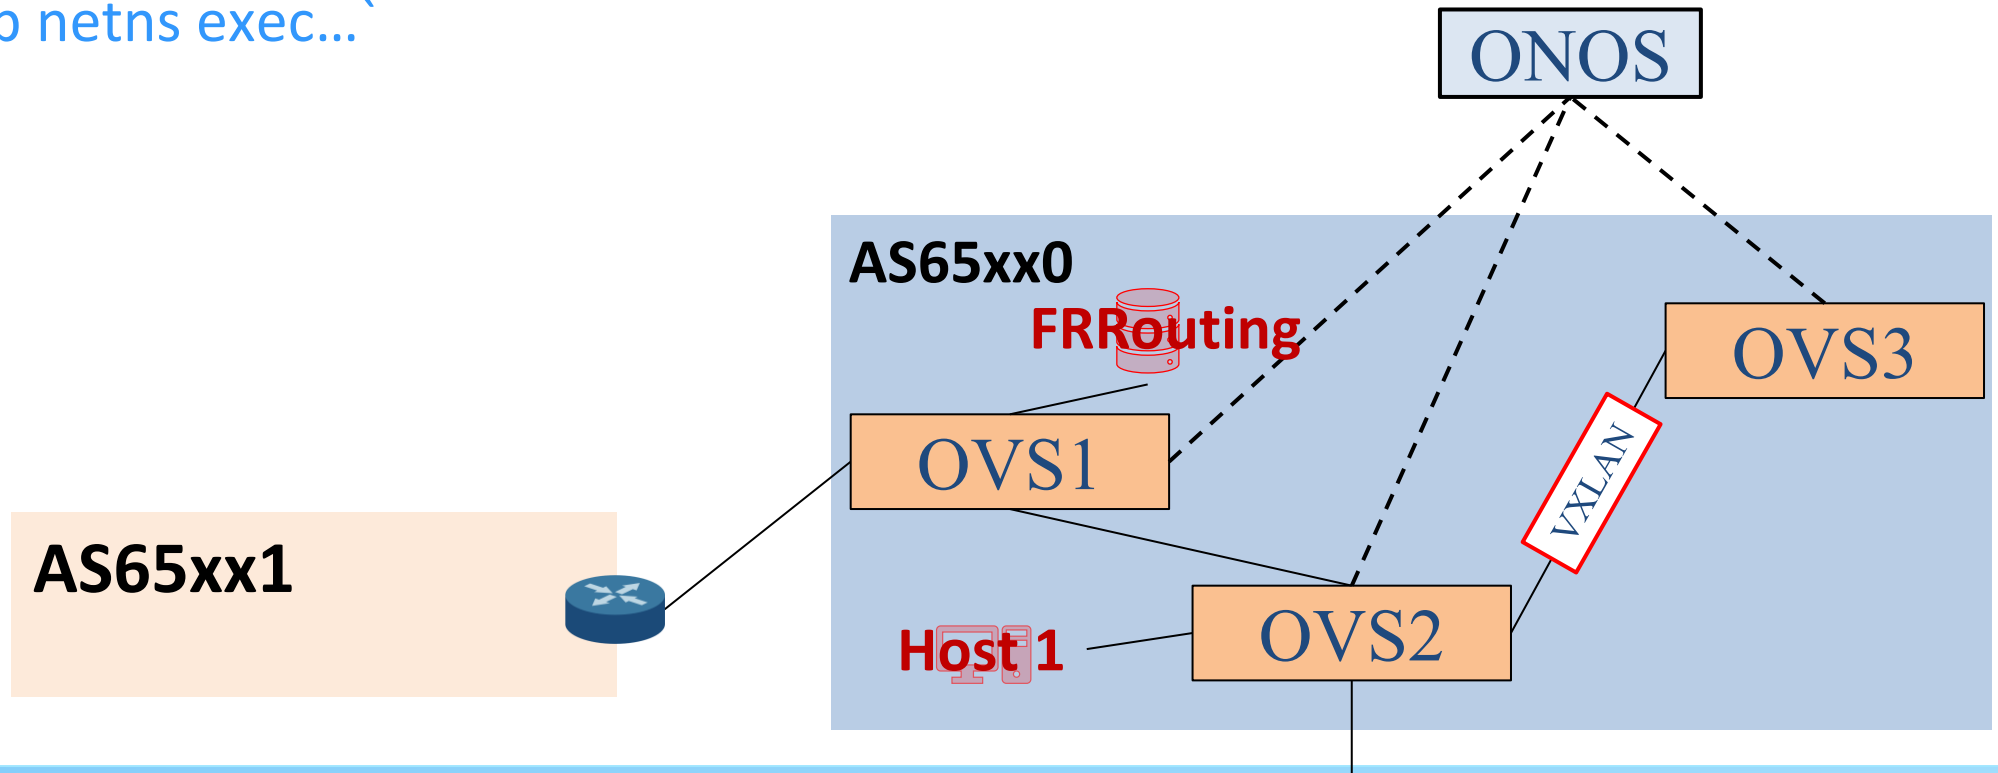 netns exec...`
ONOS
AS65xx0
FRRouting
OVS3
OVS1
VXLAN
AS65xx1
OVS2
Host 1